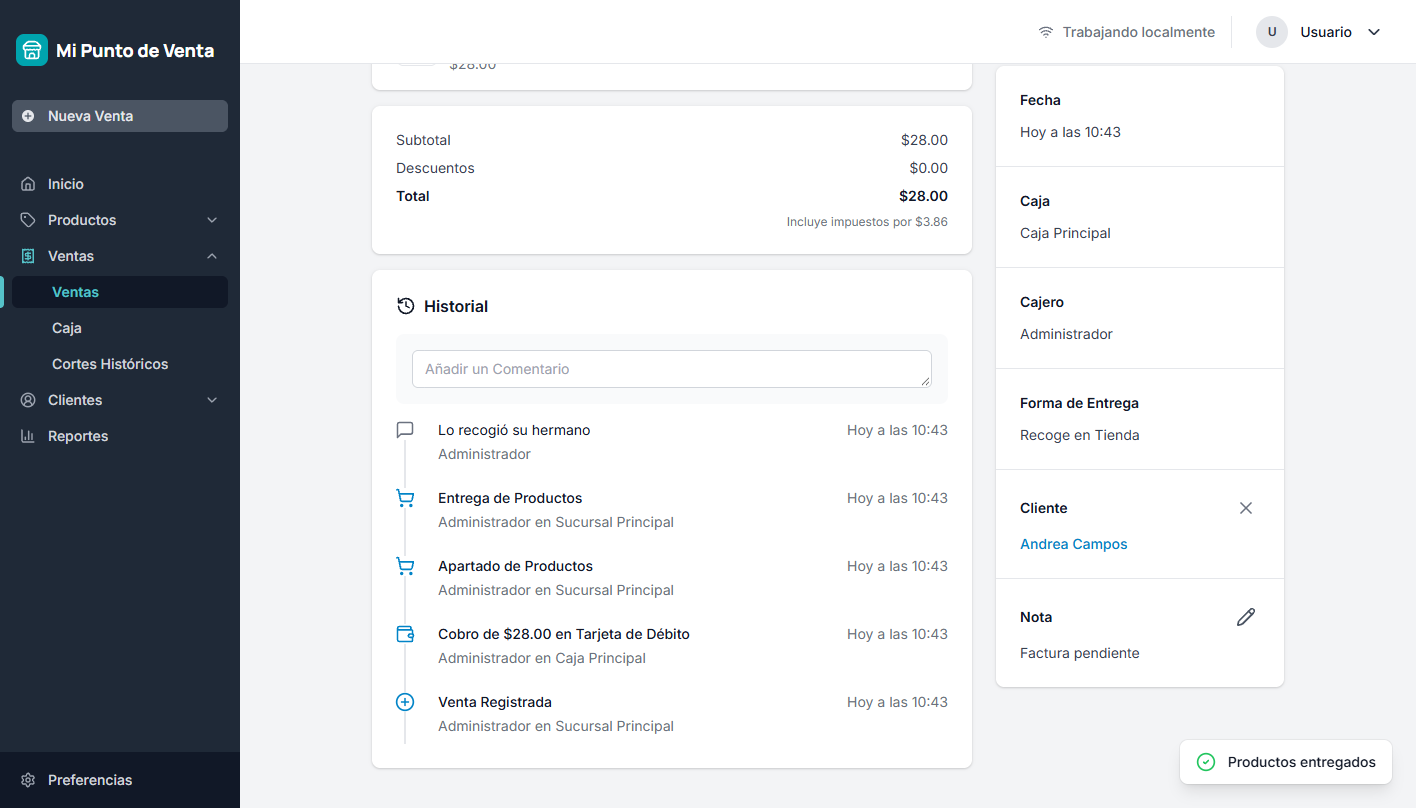 Mi Punto de Venta
Nueva Venta
Inicio
Productos
Ventas
Ventas
Caja
Cortes Históricos
Clientes
Reportes
Preferencias
Trabajando localmente
U
Usuario
$28.00
Subtotal $28.00
Descuentos $0.00
Total $28.00
Incluye impuestos por $3.86
Historial
Añadir un Comentario
Lo recogió su hermano Hoy a las 10:43
Administrador
Entrega de Productos Hoy a las 10:43
Administrador en Sucursal Principal
Apartado de Productos Hoy a las 10:43
Administrador en Sucursal Principal
Cobro de $28.00 en Tarjeta de Débito Hoy a las 10:43
Administrador en Caja Principal
Venta Registrada Hoy a las 10:43
Administrador en Sucursal Principal
Fecha
Hoy a las 10:43
Caja
Caja Principal
Cajero
Administrador
Forma de Entrega
Recoge en Tienda
Cliente
Andrea Campos
Nota
Factura pendiente
Productos entregados